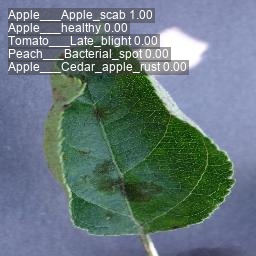 Apple___Apple_scab 1.00
Apple___healthy 0.00
Tomato___Late_blight 0.00
Peach___Bacterial_spot 0.00
Apple___Cedar_apple_rust 0.00